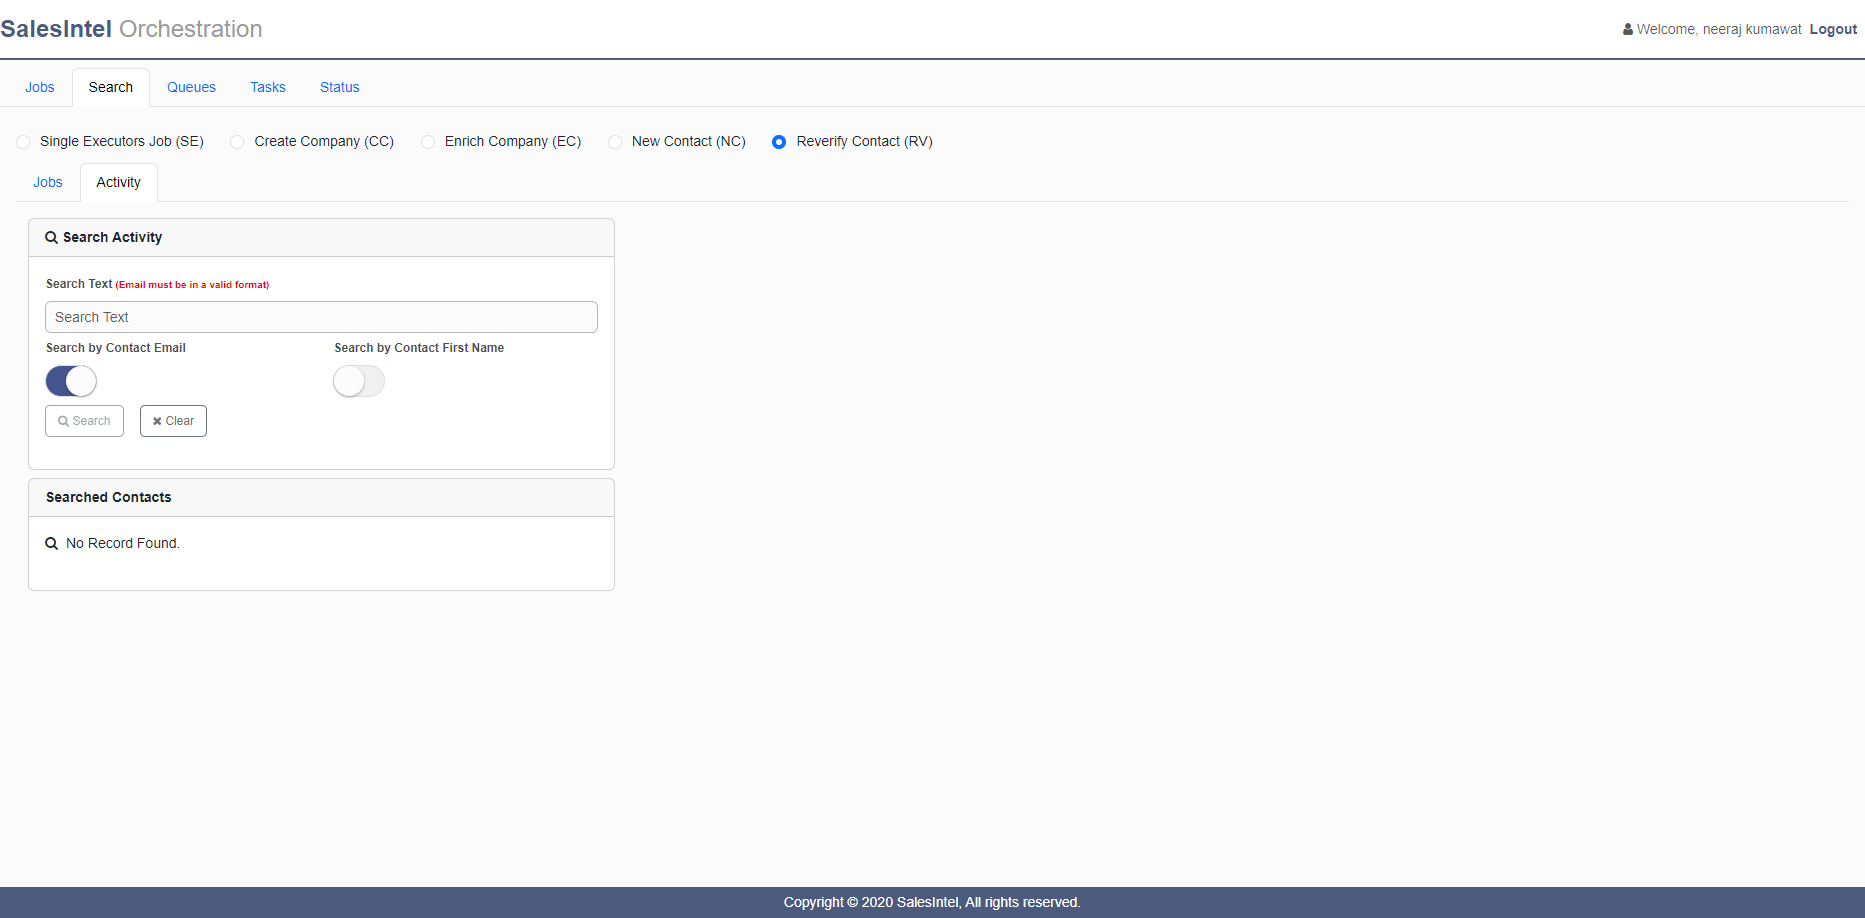 SalesIntel Orchestration
Welcome, neeraj kumawat Logout
Jobs Search Queues Tasks Status
Single Executors Job (SE) Create Company (CC) Enrich Company (EC) New Contact (NC) Reverify Contact (RV)
Jobs Activity
Search Activity
Search Text (Email must be in a valid format)
Search Text
Search by Contact Email Search by Contact First Name
Search Clear
Searched Contacts
No Record Found.
Copyright © 2020 SalesIntel, All rights reserved.